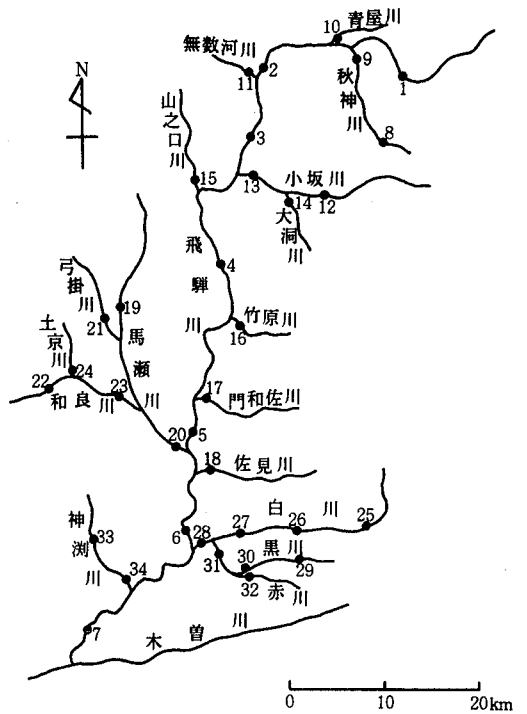 10
青屋川
無数河川
2
9
11
秋神川
1
N
山之口川
3
8
15
13
小坂川
14
12
大洞川
飛騨川
4
弓掛川
19
竹原川
16
21
馬瀬川
土京川
24
22
23
和良川
17
門和佐川
20
5
18
佐見川
神渕川
白川
25
33
6
28
27
26
黒川
30
31
29
34
32
赤川
7
木曽川
0
10
20km